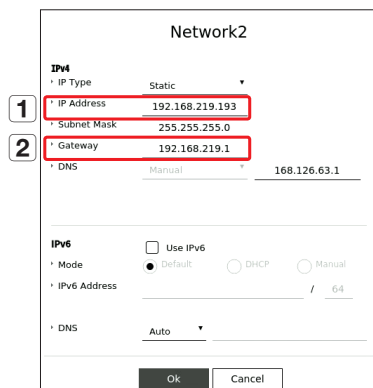 Network2
IPv4
IP Type Static
1 IP Address 192.168.219.193
Subnet Mask 255.255.255.0
2 Gateway 192.168.219.1
DNS Manual 168.126.63.1
IPv6 Use IPv6
Mode Default DHCP Manual
IPv6 Address / 64
DNS Auto
Ok Cancel